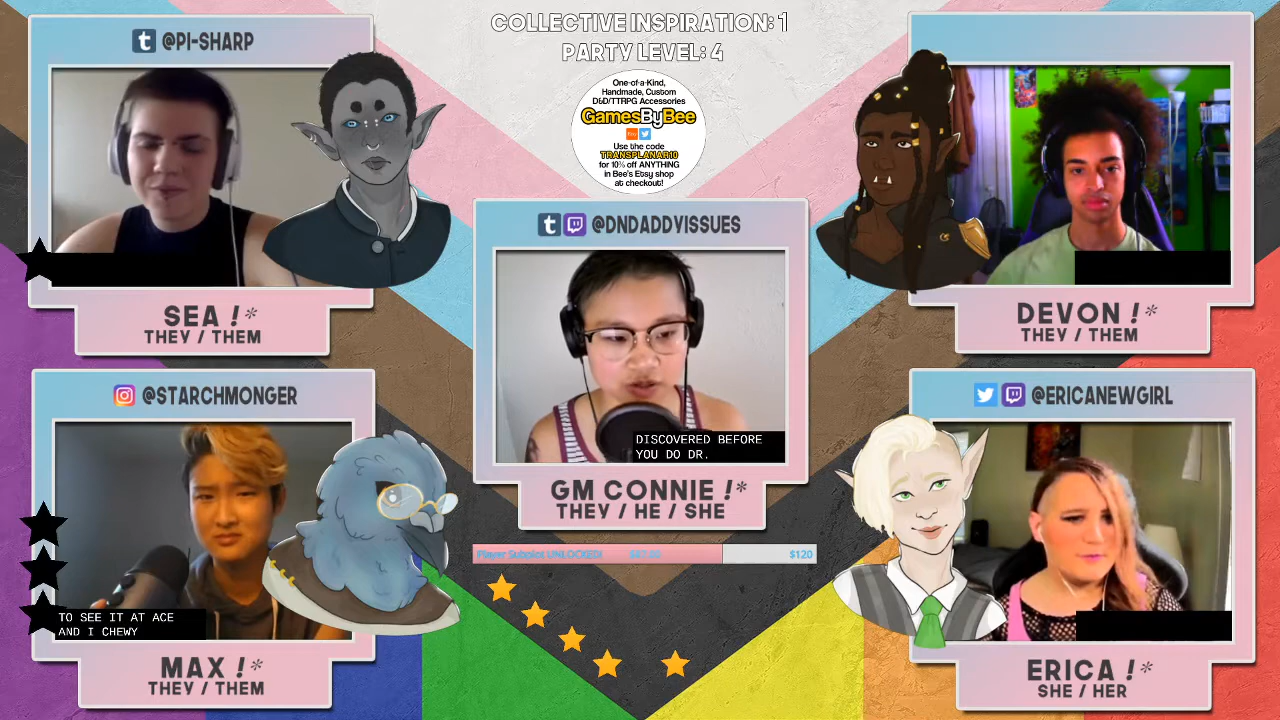 COLLECTIVE INSPIRATION: 1
PARTY LEVEL: 4
One-of-a-Kind,
Handmade, Custom
D&D/TTRPG Accessories
GamesByBee
Use the code
TRANSPLANAR10
for 10% off ANYTHING
in Bee's Etsy shop
at checkout!
@PI-SHARP
SEA !*
THEY / THEM
@DNDADDYISSUES
DISCOVERED BEFORE
YOU DO DR.
GM CONNIE !*
THEY / HE / SHE
DEVON !*
THEY / THEM
@STARCHMONGER
TO SEE IT AT ACE
AND I CHEWY
MAX !*
THEY / THEM
Player Subplot UNLOCKED!
$120
@ERICANEWGIRL
ERICA !*
SHE / HER